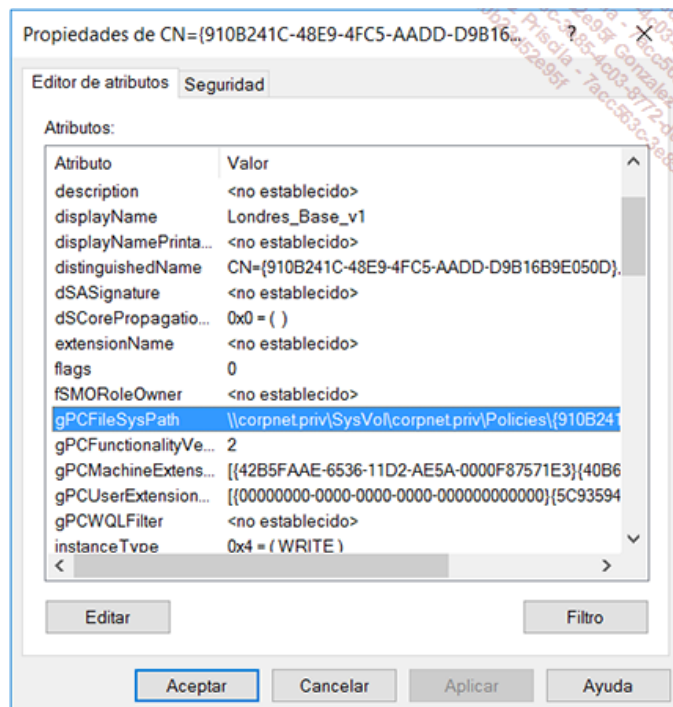 Propiedades de CN={910B241C-48E9-4FC5-AADD-D9B16... ? ×
Editor de atributos Seguridad
Atributos:
Atributo Valor
description <no establecido>
displayName Londres_Base_v1
displayNamePrinta... <no establecido>
distinguishedName CN={910B241C-48E9-4FC5-AADD-D9B16B9E050D},
dSASignature <no establecido>
dSCorePropagatio... 0x0 = ( )
extensionName <no establecido>
flags 0
fSMORoleOwner <no establecido>
gPCFileSysPath \\corpnet.priv\SysVol\corpnet.priv\Policies\{910B241
gPCFunctionalityVe... 2
gPCMachineExtens... [{42B5FAAE-6536-11D2-AE5A-0000F87571E3}{40B6
gPCUserExtension... [{00000000-0000-0000-0000-000000000000}{5C93594
gPCWQLFilter <no establecido>
instanceType 0x4 = ( WRITE )
Editar Filtro
Aceptar Cancelar Aplicar Ayuda